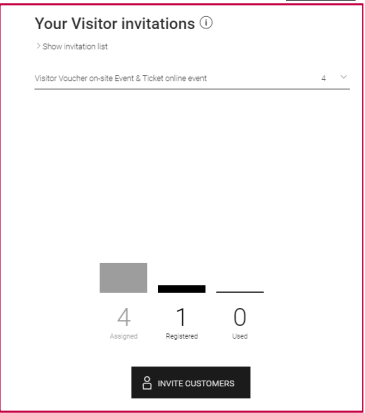 Your Visitor invitations
Show invitation list
Visitor Voucher on-site Event & Ticket online event 4
4 1 0
Assigned Registered Used
INVITE CUSTOMERS